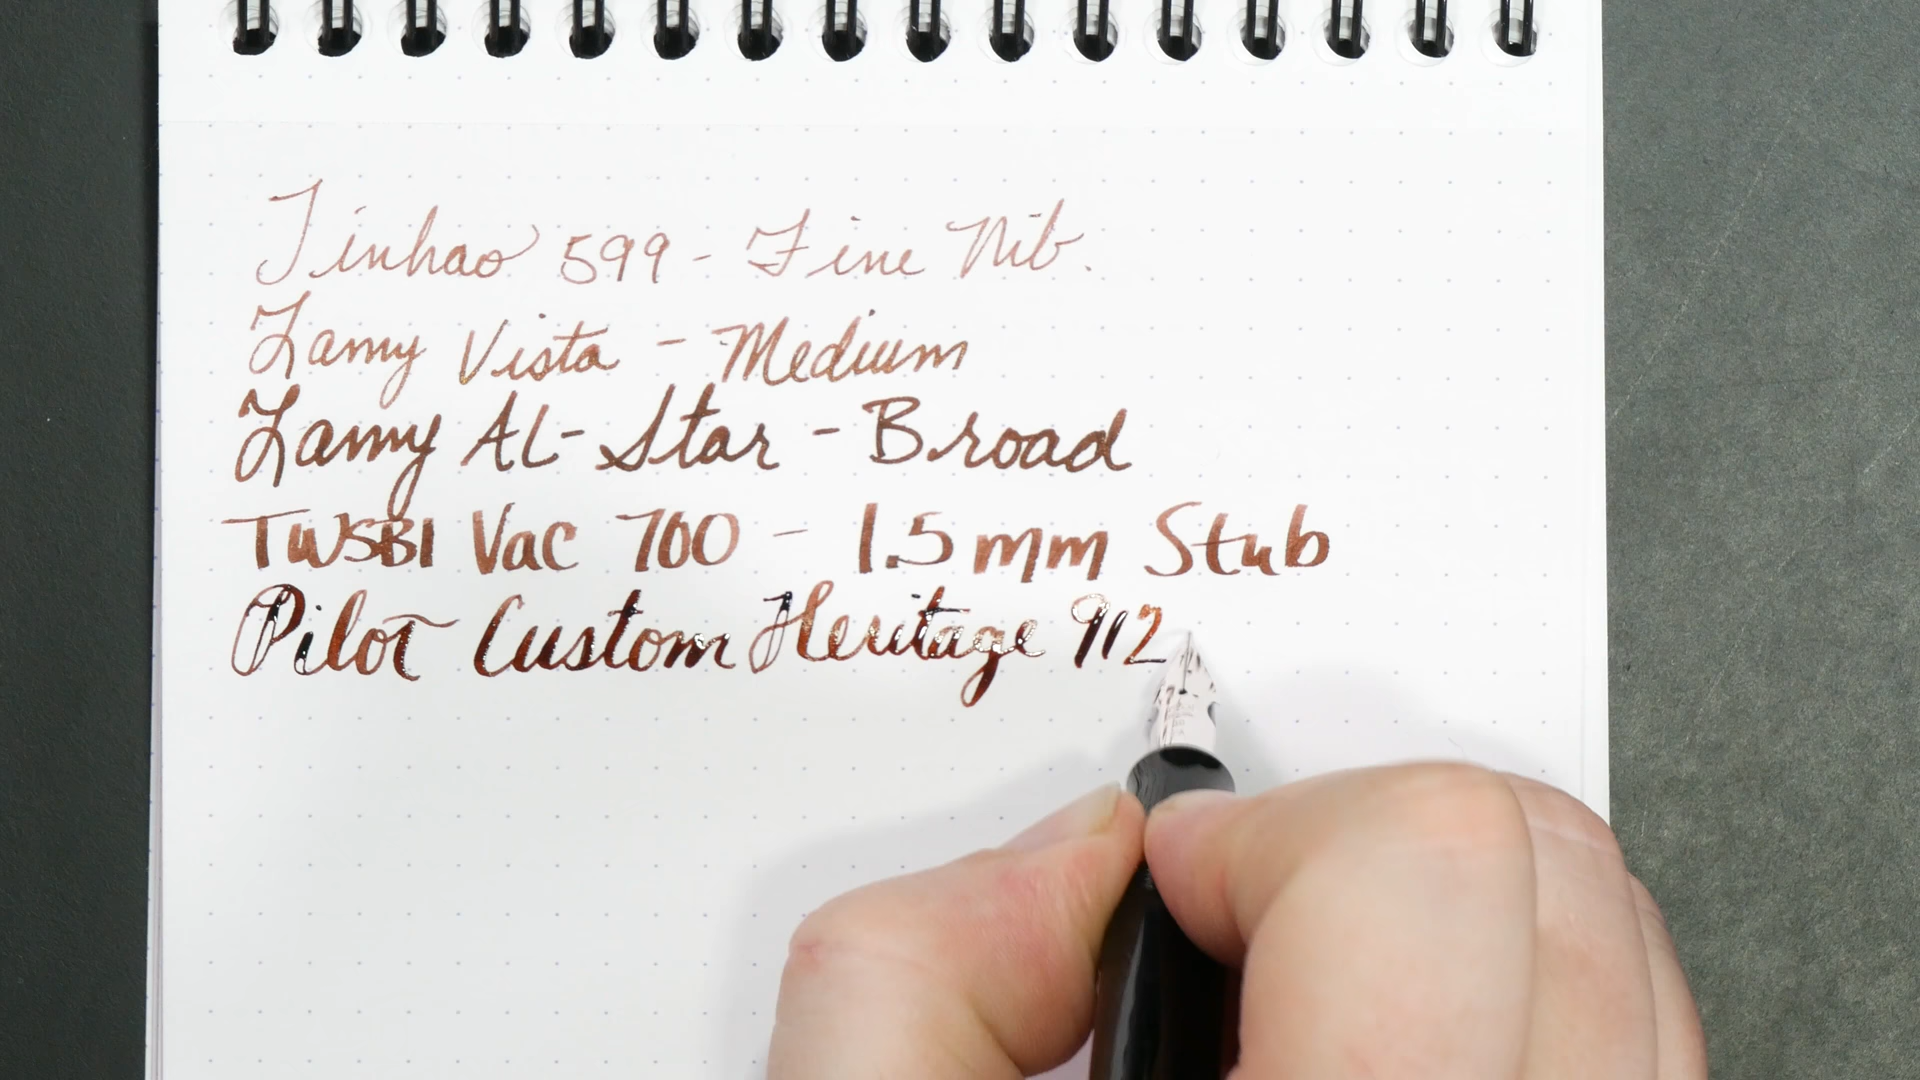 Jinhao 599 - Fine Nib.
Lamy Vista - Medium
Lamy AL-Star - Broad
TWSBI Vac 700 - 1.5mm Stub
Pilot Custom Heritage 912